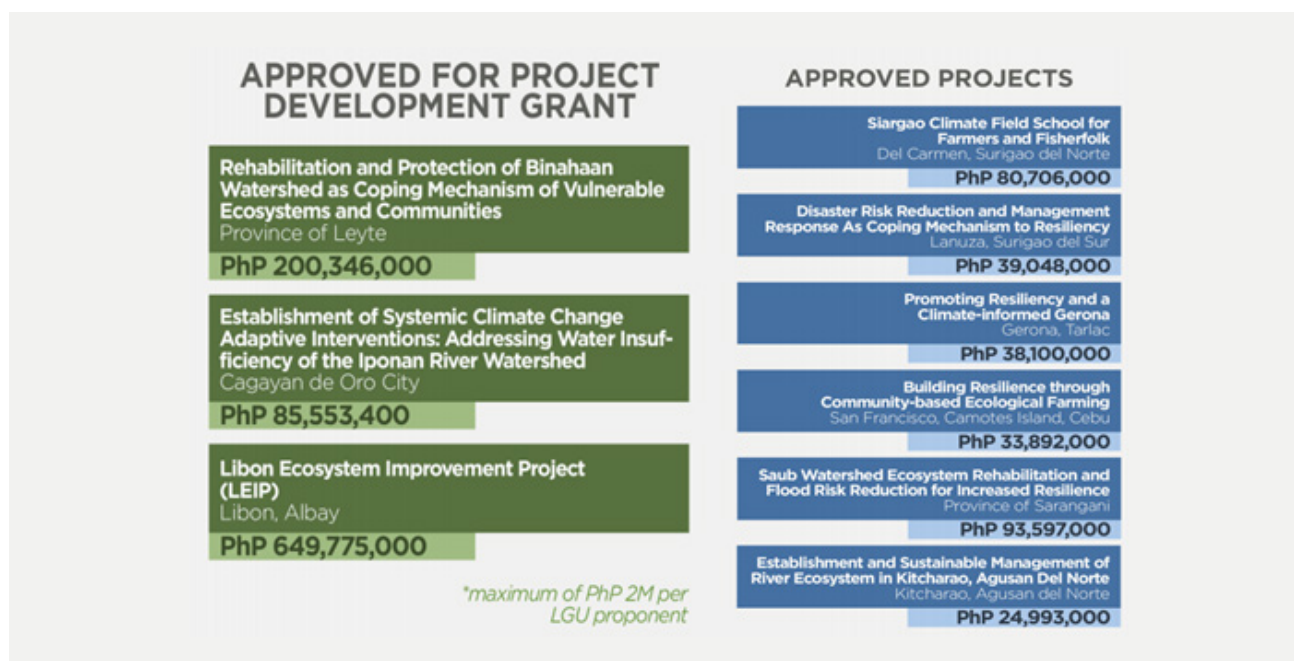 APPROVED FOR PROJECT
DEVELOPMENT GRANT
Rehabilitation and Protection of Binahaan
Watershed as Coping Mechanism of Vulnerable
Ecosystems and Communities
Province of Leyte
PhP 200,346,000
Establishment of Systemic Climate Change
Adaptive Interventions: Addressing Water Insuf-
ficiency of the Iponan River Watershed
Cagayan de Oro City
PhP 85,553,400
Libon Ecosystem Improvement Project
(LEIP)
Libon, Albay
PhP 649,775,000
*maximum of PhP 2M per
LGU proponent
APPROVED PROJECTS
Siargao Climate Field School for
Farmers and Fisherfolk
Del Carmen, Surigao del Norte
PhP 80,706,000
Disaster Risk Reduction and Management
Response As Coping Mechanism to Resiliency
Lanuza, Surigao del Sur
PhP 39,048,000
Promoting Resiliency and a
Climate-informed Gerona
Gerona, Tarlac
PhP 38,100,000
Building Resilience through
Community-based Ecological Farming
San Francisco, Camotes Island, Cebu
PhP 33,892,000
Saub Watershed Ecosystem Rehabilitation and
Flood Risk Reduction for Increased Resilience
Province of Sarangani
PhP 93,597,000
Establishment and Sustainable Management of
River Ecosystem in Kitcharao, Agusan Del Norte
Kitcharao, Agusan del Norte
PhP 24,993,000